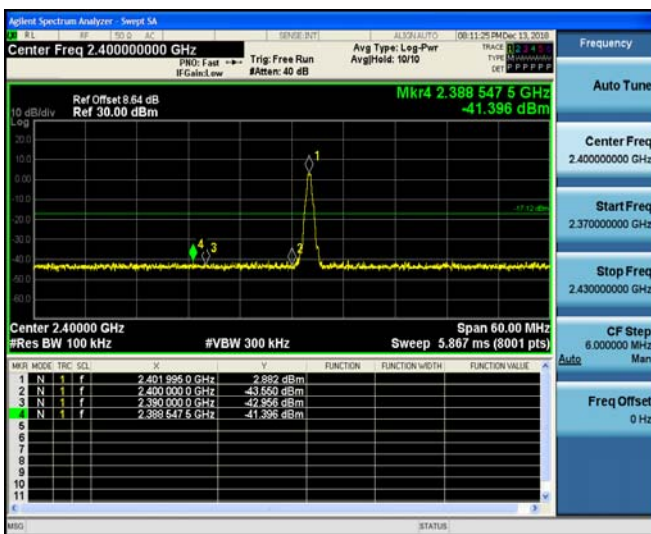 Agilent Spectrum Analyzer - Swept SA
RL RF 50 Ω AC SENSE:INT ALIGN AUTO 08:11:25 PM Dec 13, 2018
Center Freq 2.400000000 GHz
PNO: Fast
IFGain:Low
Trig: Free Run
#Atten: 40 dB
Avg Type: Log-Pwr
Avg|Hold: 10/10
TRACE 1 2 3 4 5 6
TYPE
DET P P P P P P
Ref Offset 8.64 dB
Ref 30.00 dBm
10 dB/div
Log
Mkr4 2.388 547 5 GHz
-41.396 dBm
20.0
10.0
0.00
-10.0
-20.0
-30.0
-40.0
-50.0
-60.0
1
2
3
4
-17.12 dBm
Center 2.40000 GHz
#Res BW 100 kHz
#VBW 300 kHz
Span 60.00 MHz
Sweep 5.867 ms (8001 pts)
MKR MODE TRC SCL X Y FUNCTION FUNCTION WIDTH FUNCTION VALUE
1 N 1 f 2.401 995 0 GHz 2.882 dBm
2 N 1 f 2.400 000 0 GHz -43.550 dBm
3 N 1 f 2.390 000 0 GHz -42.956 dBm
4 N 1 f 2.388 547 5 GHz -41.396 dBm
5
6
7
8
9
10
11
MSG STATUS
Frequency
Auto Tune
Center Freq
2.400000000 GHz
Start Freq
2.370000000 GHz
Stop Freq
2.430000000 GHz
CF Step
6.000000 MHz
Auto Man
Freq Offset
0 Hz